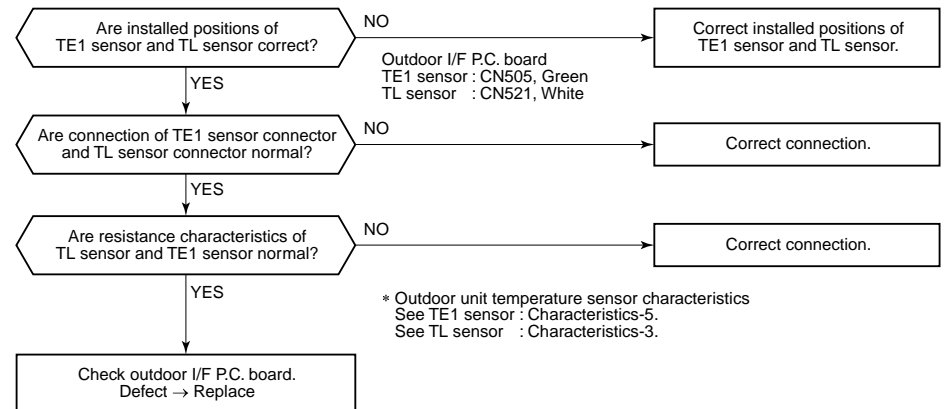 Are installed positions of
TE1 sensor and TL sensor correct?
NO
Correct installed positions of
TE1 sensor and TL sensor.
Outdoor I/F P.C. board
TE1 sensor : CN505, Green
TL sensor : CN521, White
YES
Are connection of TE1 sensor connector
and TL sensor connector normal?
NO
Correct connection.
YES
Are resistance characteristics of
TL sensor and TE1 sensor normal?
NO
Correct connection.
YES
* Outdoor unit temperature sensor characteristics
See TE1 sensor : Characteristics-5.
See TL sensor : Characteristics-3.
Check outdoor I/F P.C. board.
Defect → Replace